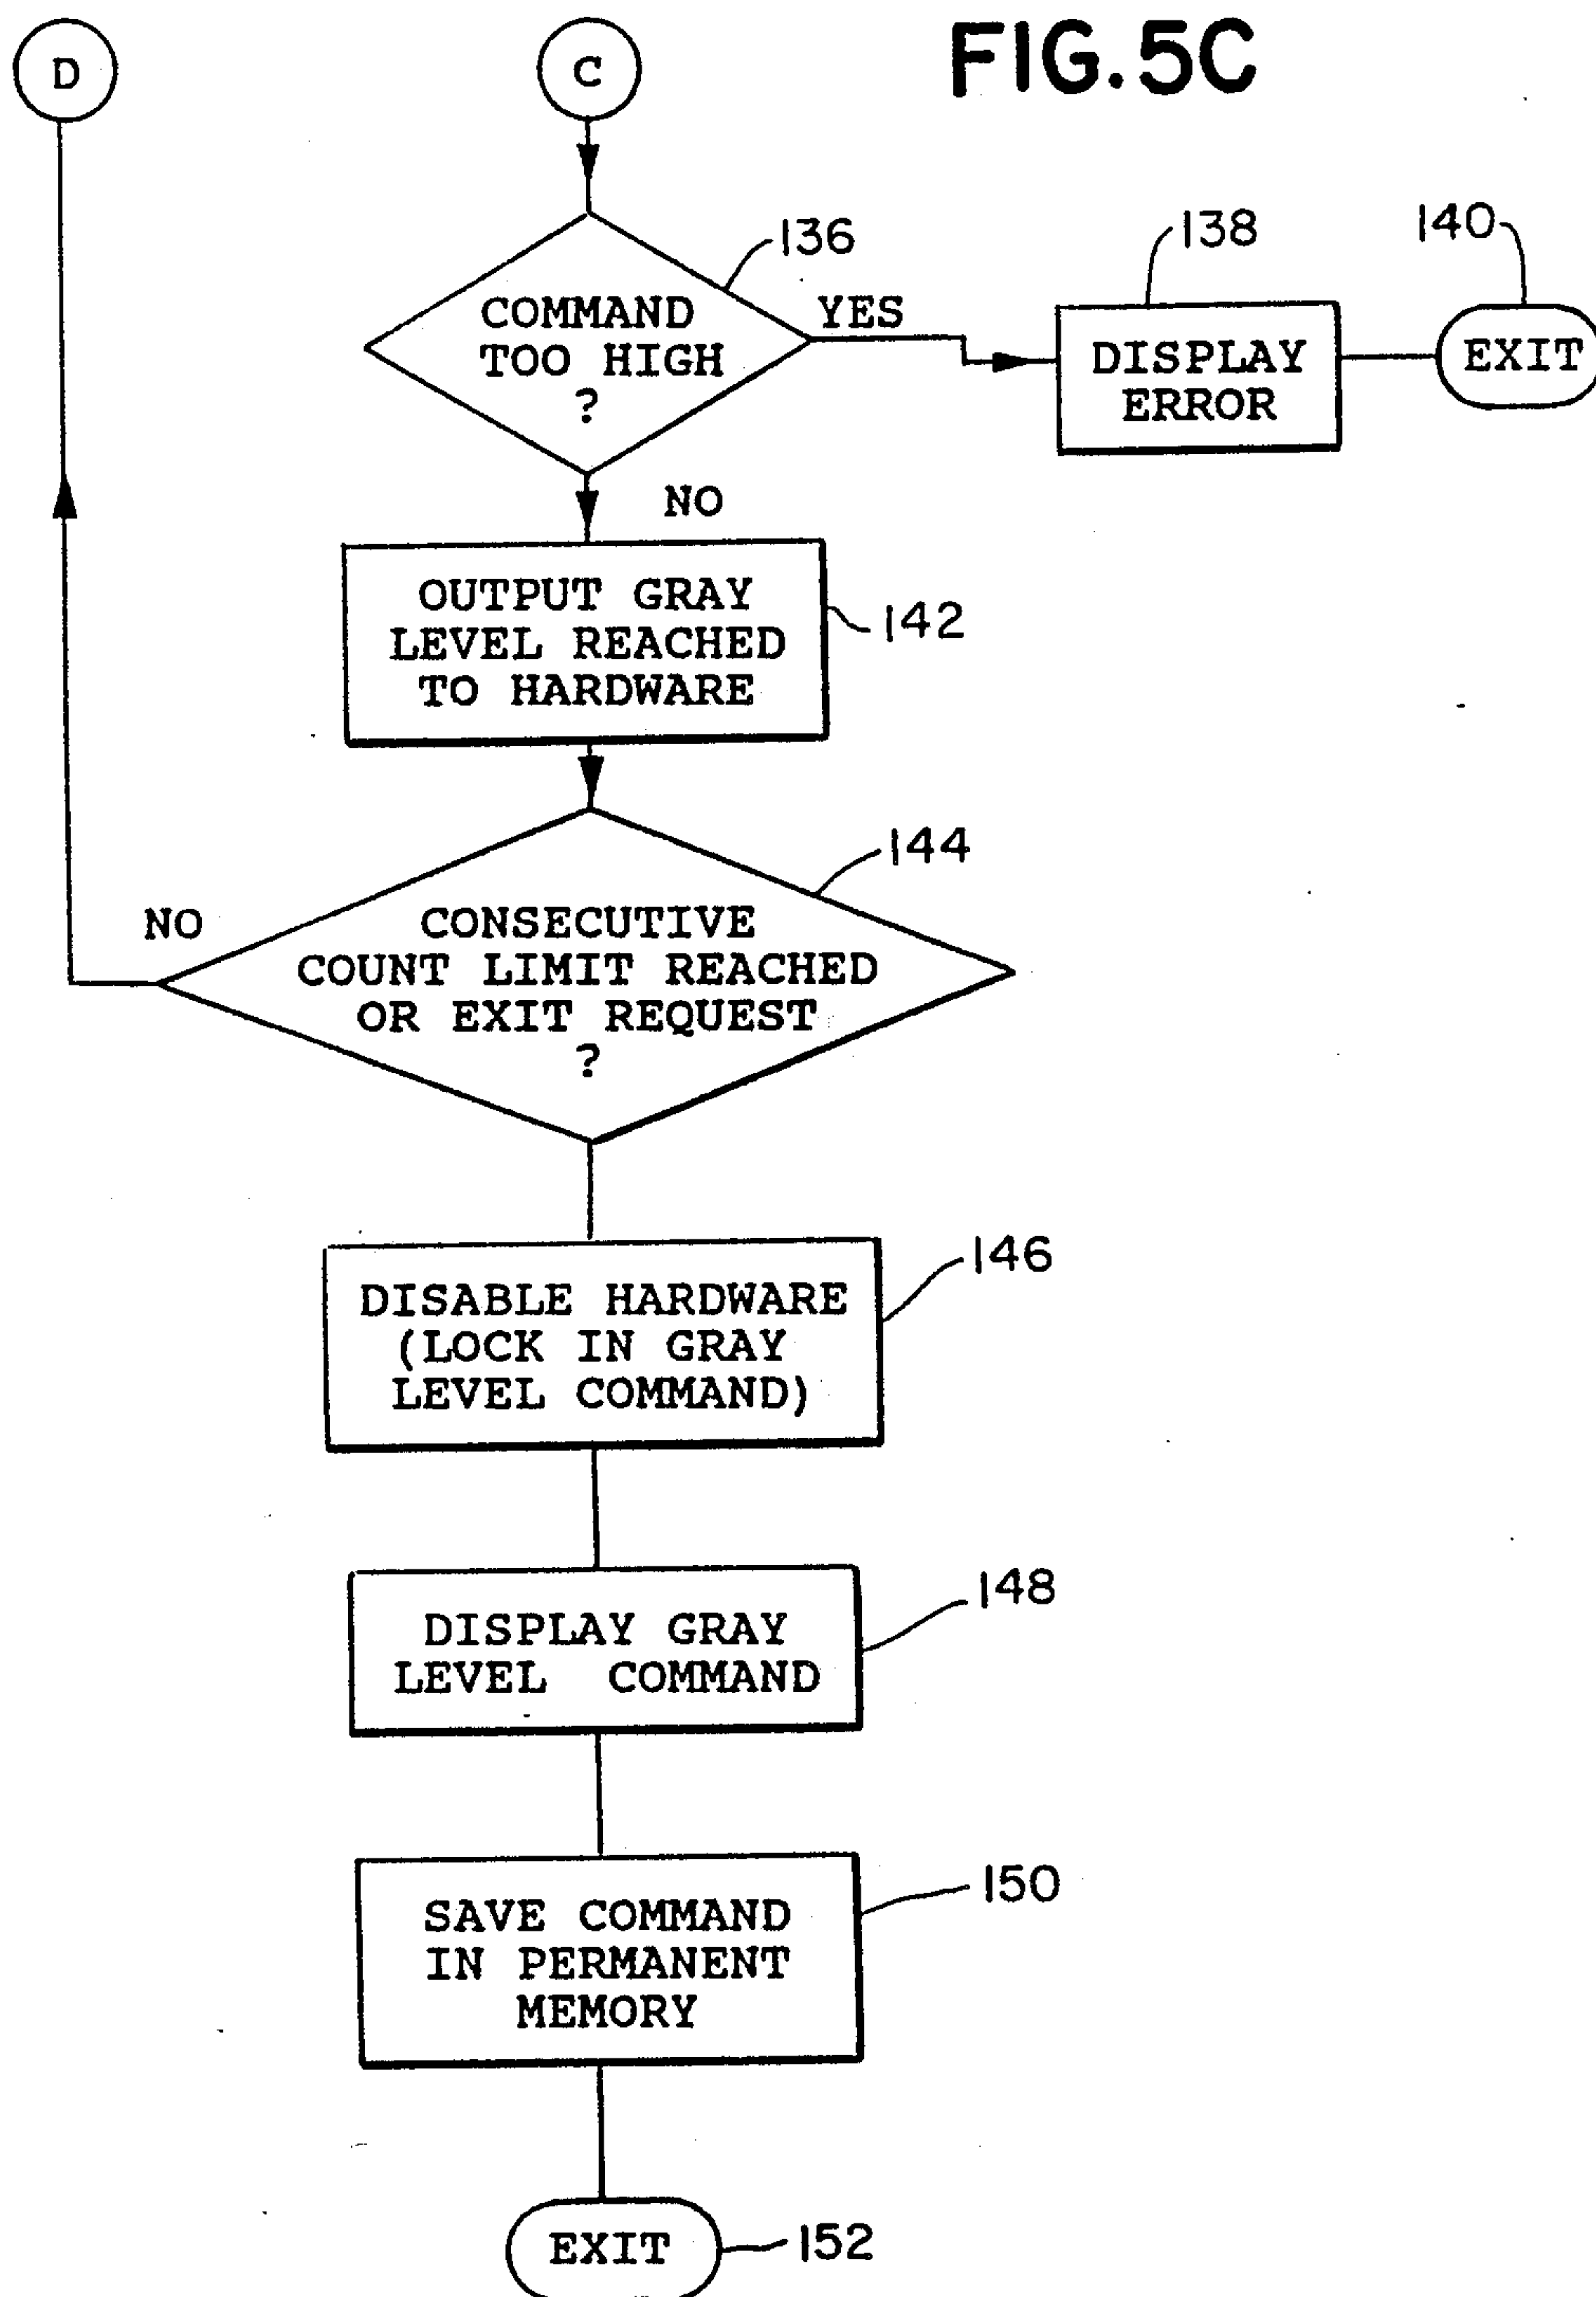 D
C
FIG.5C
136
138
140
COMMAND
TOO HIGH
?
YES
DISPLAY
ERROR
EXIT
NO
OUTPUT GRAY
LEVEL REACHED
TO HARDWARE
142
144
NO
CONSECUTIVE
COUNT LIMIT REACHED
OR EXIT REQUEST
?
146
DISABLE HARDWARE
(LOCK IN GRAY
LEVEL COMMAND)
148
DISPLAY GRAY
LEVEL COMMAND
150
SAVE COMMAND
IN PERMANENT
MEMORY
EXIT
152